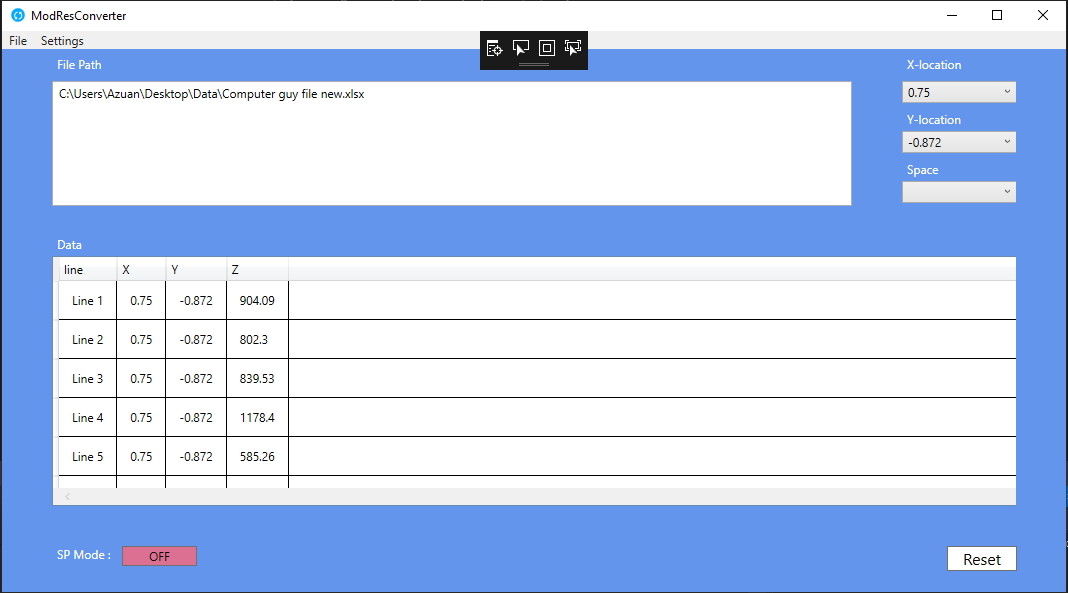 ModResConverter
File Settings
File Path
C:\Users\Azuan\Desktop\Data\Computer guy file new.xlsx
X-location
0.75
Y-location
-0.872
Space
Data
line X Y Z
Line 1 0.75 -0.872 904.09
Line 2 0.75 -0.872 802.3
Line 3 0.75 -0.872 839.53
Line 4 0.75 -0.872 1178.4
Line 5 0.75 -0.872 585.26
SP Mode : OFF
Reset